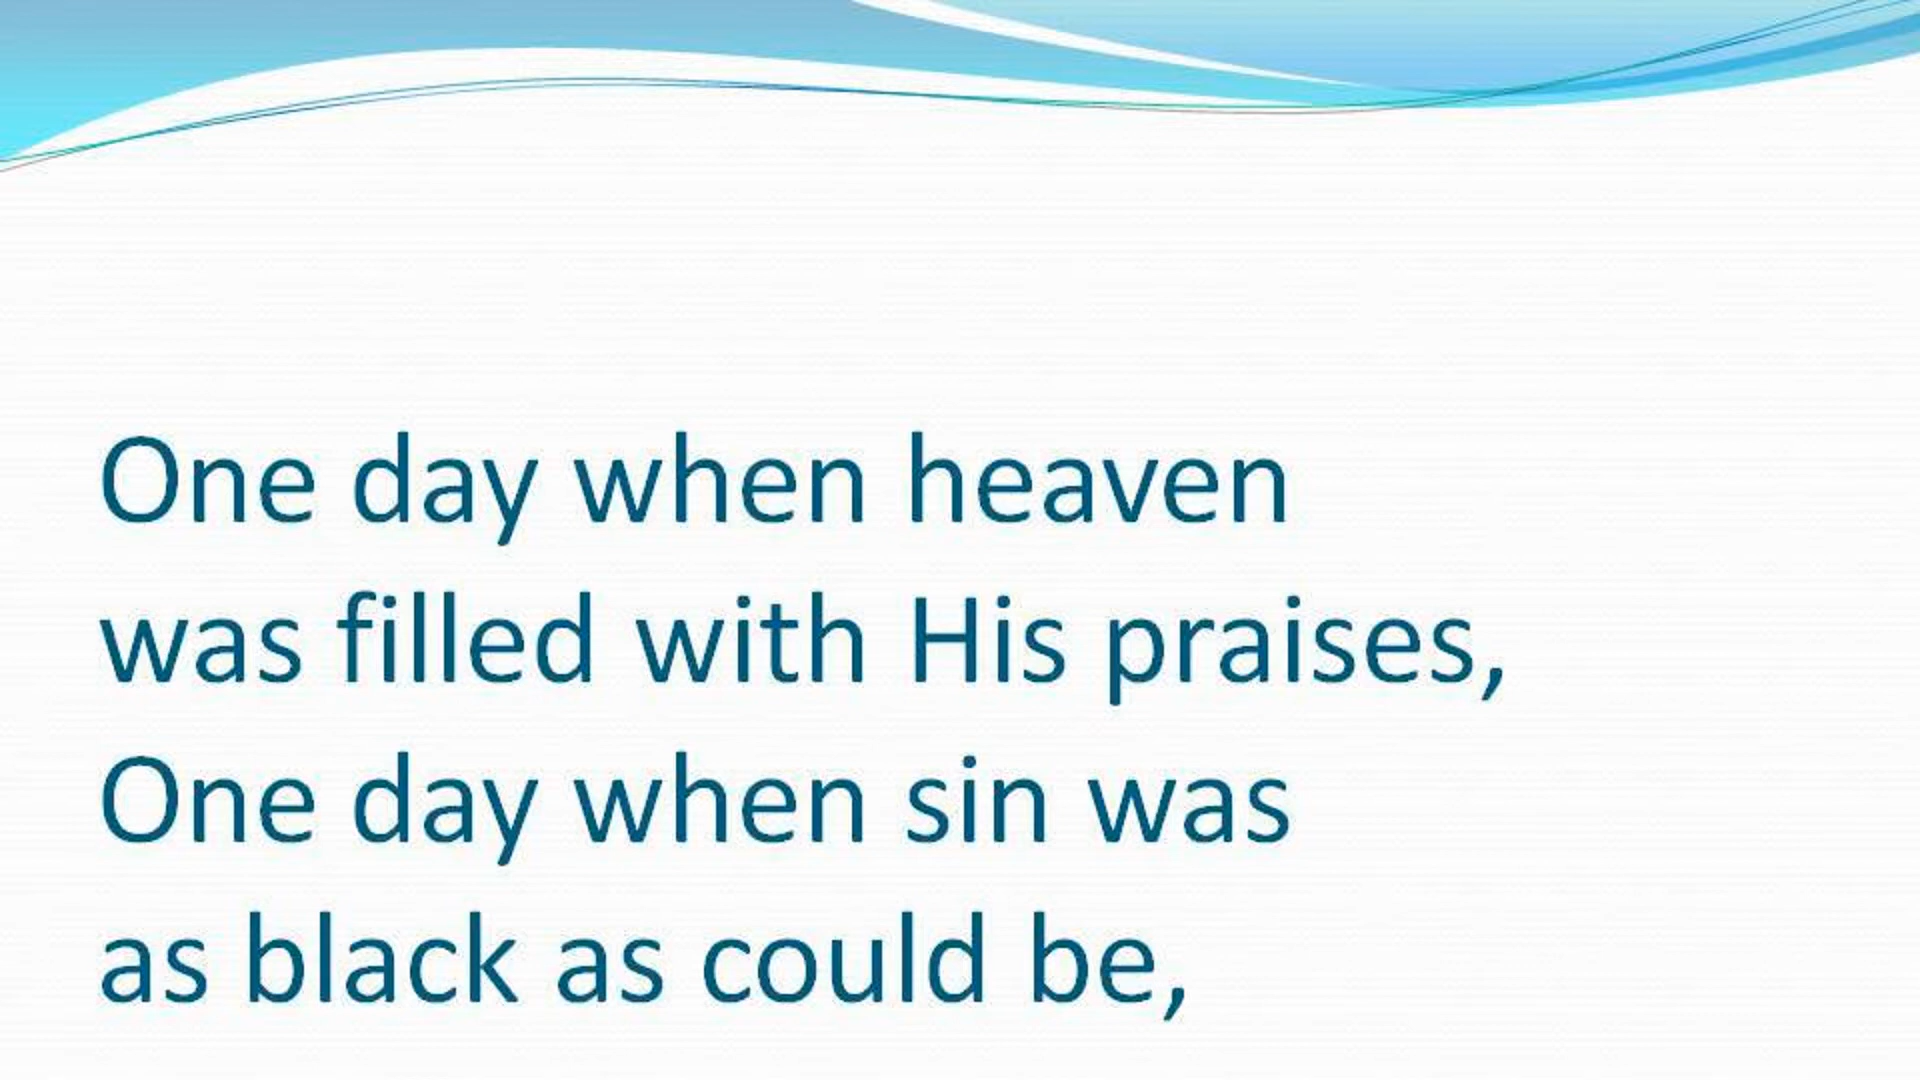 One day when heaven
was filled with His praises,
One day when sin was
as black as could be,